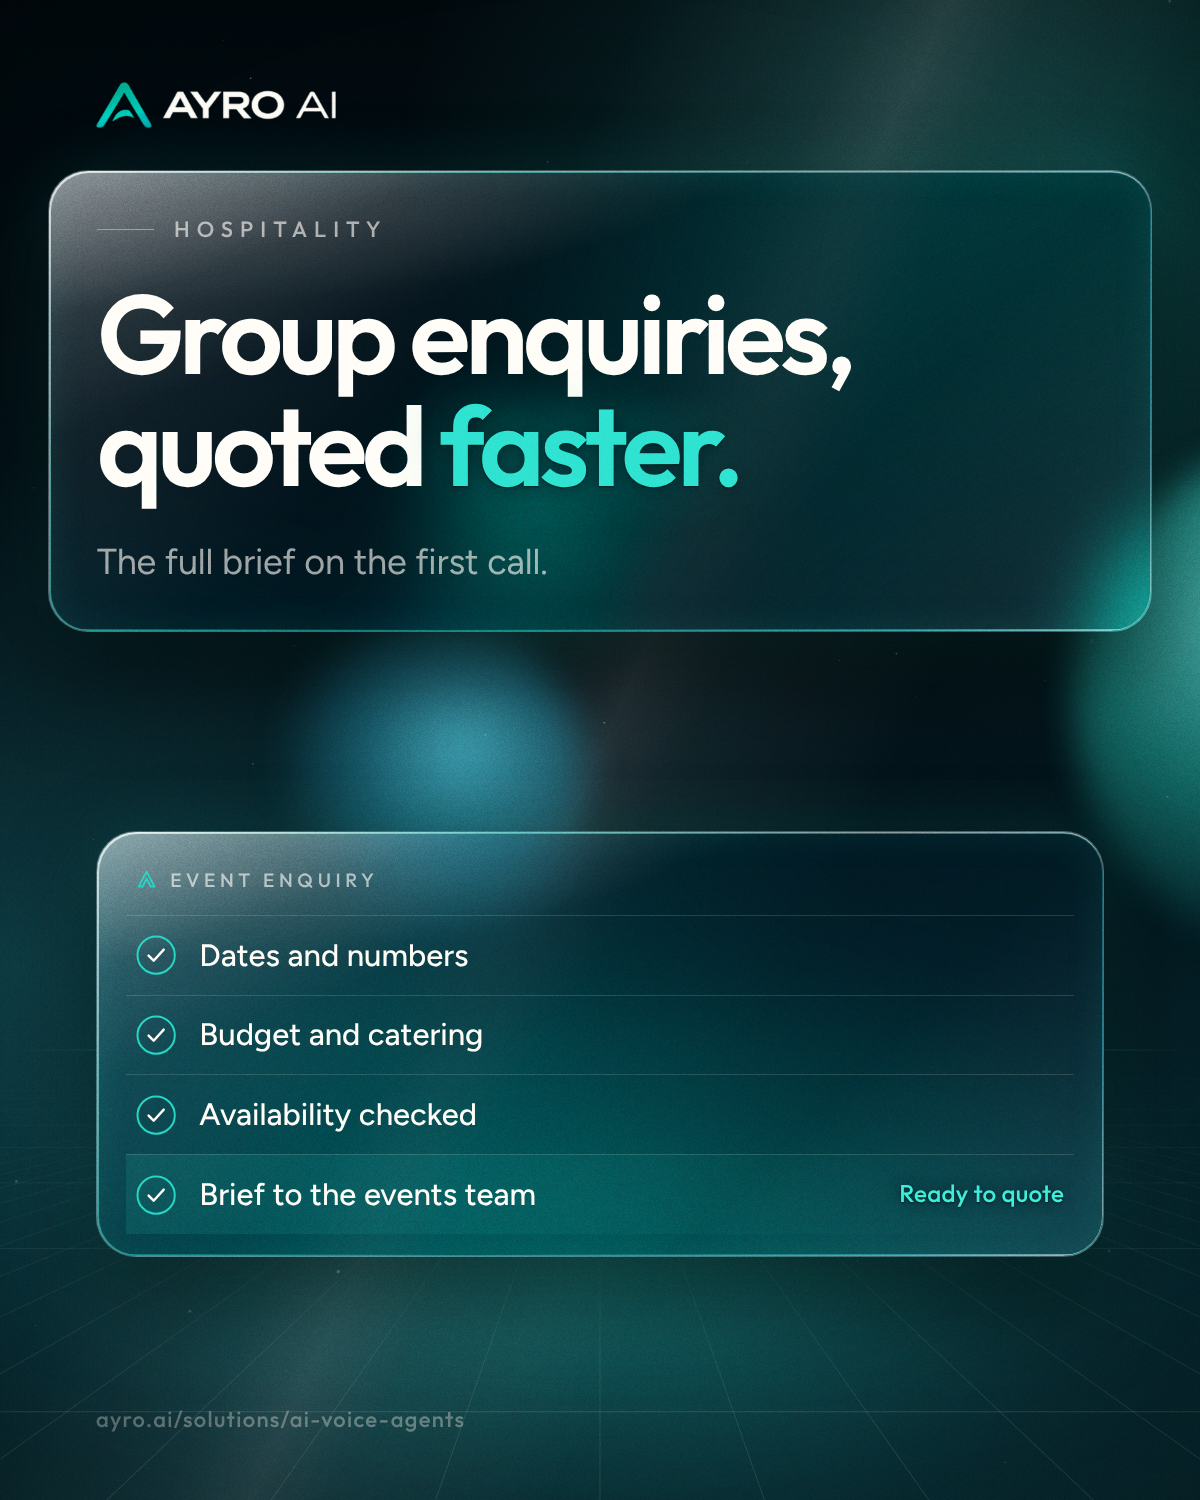 AYRO AI
HOSPITALITY
Group enquiries,
quoted faster.
The full brief on the first call.
EVENT ENQUIRY
Dates and numbers
Budget and catering
Availability checked
Brief to the events team
Ready to quote
ayro.ai/solutions/ai-voice-agents